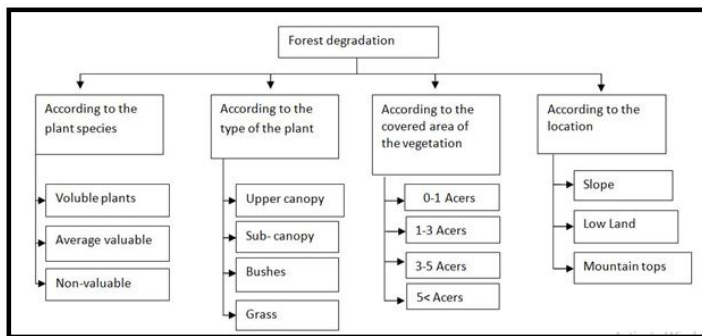 Forest degradation
According to the
plant species
Voluble plants
Average valuable
Non-valuable
According to the
type of the plant
Upper canopy
Sub- canopy
Bushes
Grass
According to the
covered area of
the vegetation
0-1 Acers
1-3 Acers
3-5 Acers
5< Acers
According to the
location
Slope
Low Land
Mountain tops